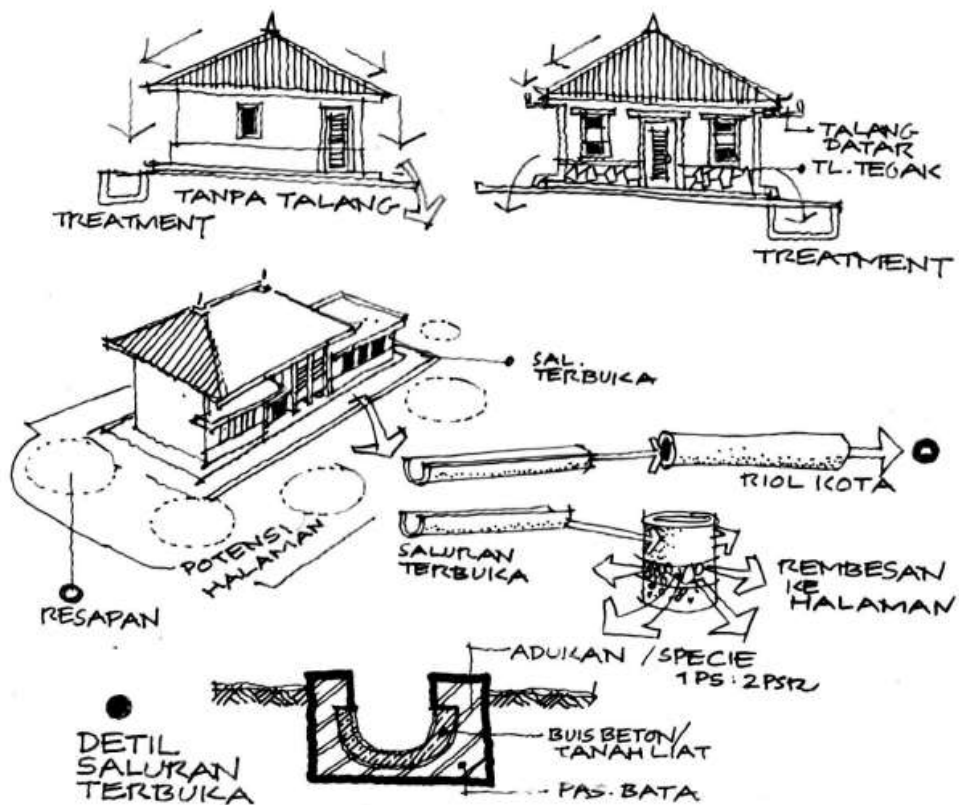 TALANG
DATAR
TL. TEGAK
TANPA TALANG
TREATMENT
TREATMENT
SAL.
TERBUKA
RIOL KOTA
POTENSI
HALAMAN
SALURAN
TERBUKA
REMBESAN
KE
HALAMAN
RESAPAN
ADUKAN / SPECIE
1 PS : 2 PSR
DETIL
SALURAN
TERBUKA
BUIS BETON/
TANAH LIAT
PAS. BATA